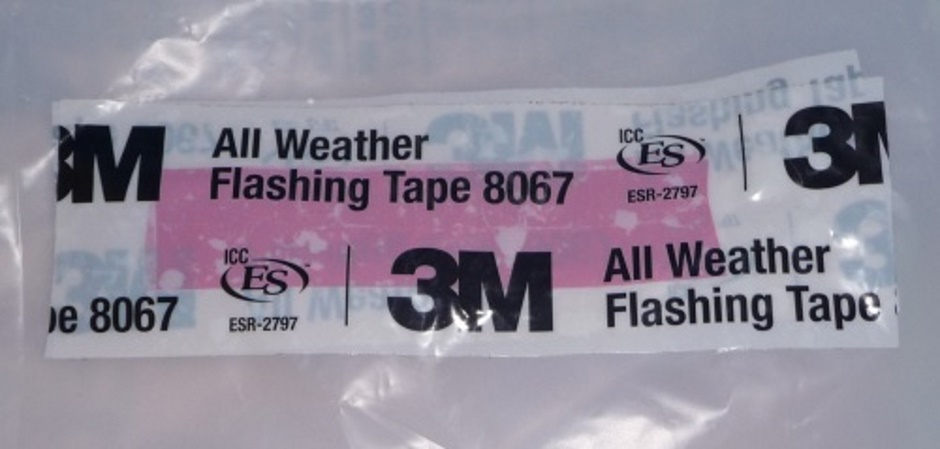 3M All Weather Flashing Tape 8067 ICC ES ESR-2797 3M
pe 8067 ICC ES ESR-2797 3M All Weather Flashing Tape